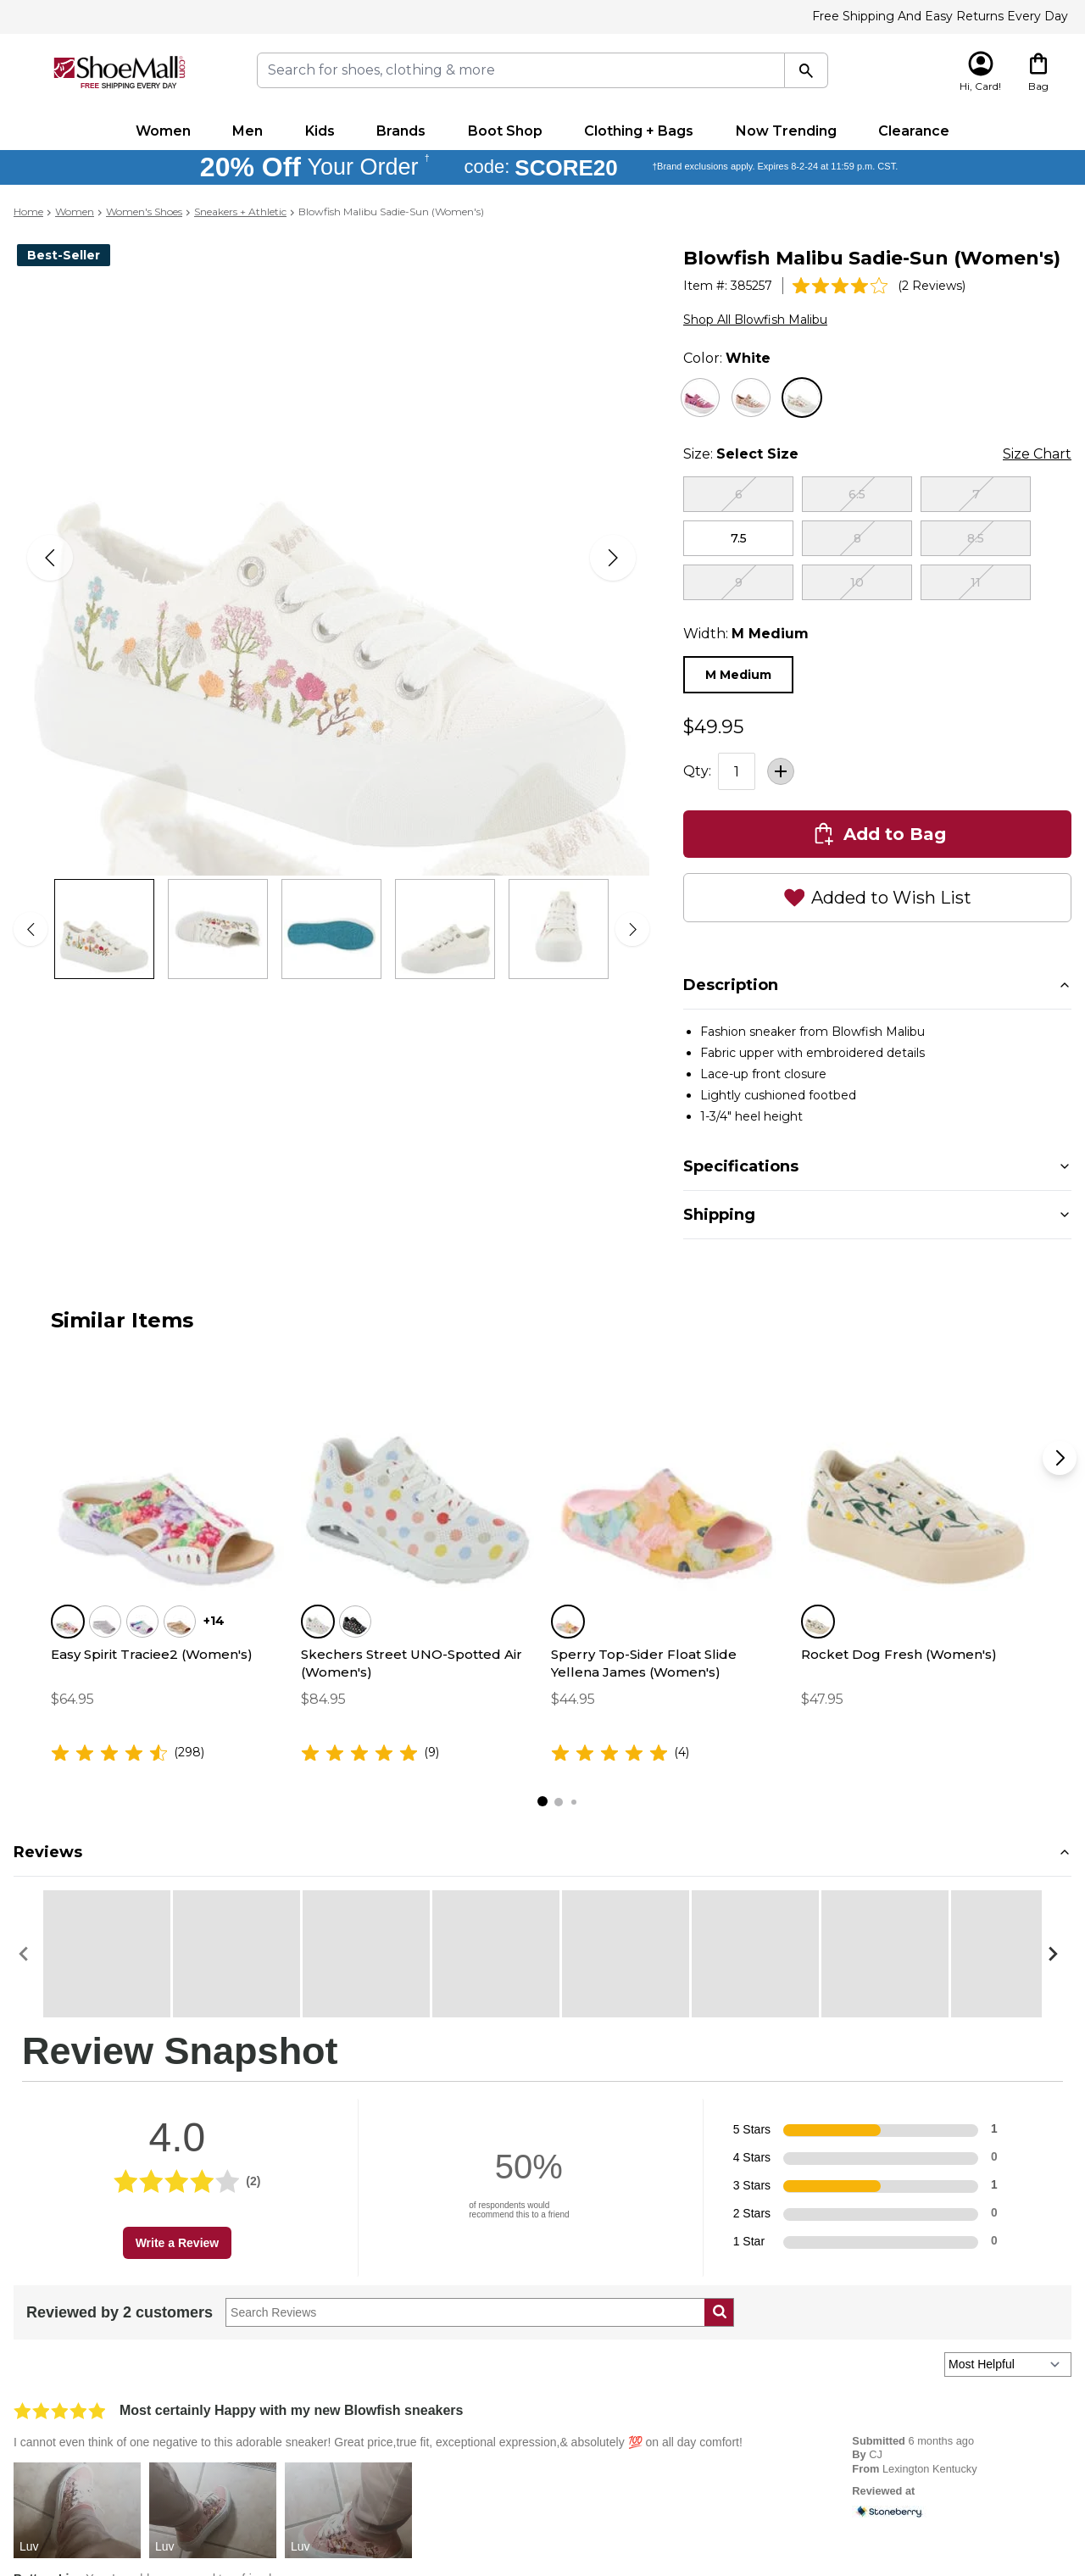 Free Shipping And Easy Returns Every Day
ShoeMall.com
FREE SHIPPING EVERY DAY
Search for shoes, clothing & more
Hi, Card!
Bag
Women Men Kids Brands Boot Shop Clothing + Bags Now Trending Clearance
20% Off Your Order † code: SCORE20 †Brand exclusions apply. Expires 8-2-24 at 11:59 p.m. CST.
Home > Women > Women's Shoes > Sneakers + Athletic > Blowfish Malibu Sadie-Sun (Women's)
Best-Seller
Blowfish Malibu Sadie-Sun (Women's)
Item #: 385257 (2 Reviews)
Shop All Blowfish Malibu
Color: White
Size: Select Size Size Chart
6 6.5 7
7.5 8 8.5
9 10 11
Width: M Medium
M Medium
$49.95
Qty: 1
Add to Bag
Added to Wish List
Description
• Fashion sneaker from Blowfish Malibu
• Fabric upper with embroidered details
• Lace-up front closure
• Lightly cushioned footbed
• 1-3/4" heel height
Specifications
Shipping
Similar Items
+14
Easy Spirit Traciee2 (Women's)
$64.95
(298)
Skechers Street UNO-Spotted Air
(Women's)
$84.95
(9)
Sperry Top-Sider Float Slide
Yellena James (Women's)
$44.95
(4)
Rocket Dog Fresh (Women's)
$47.95
Reviews
Review Snapshot
4.0
(2)
Write a Review
50%
of respondents would
recommend this to a friend
5 Stars 1
4 Stars 0
3 Stars 1
2 Stars 0
1 Star 0
Reviewed by 2 customers
Search Reviews
Most Helpful
Most certainly Happy with my new Blowfish sneakers
I cannot even think of one negative to this adorable sneaker! Great price,true fit, exceptional expression,& absolutely 💯 on all day comfort!
Luv
Luv
Luv
Submitted 6 months ago
By CJ
From Lexington Kentucky
Reviewed at
Stoneberry